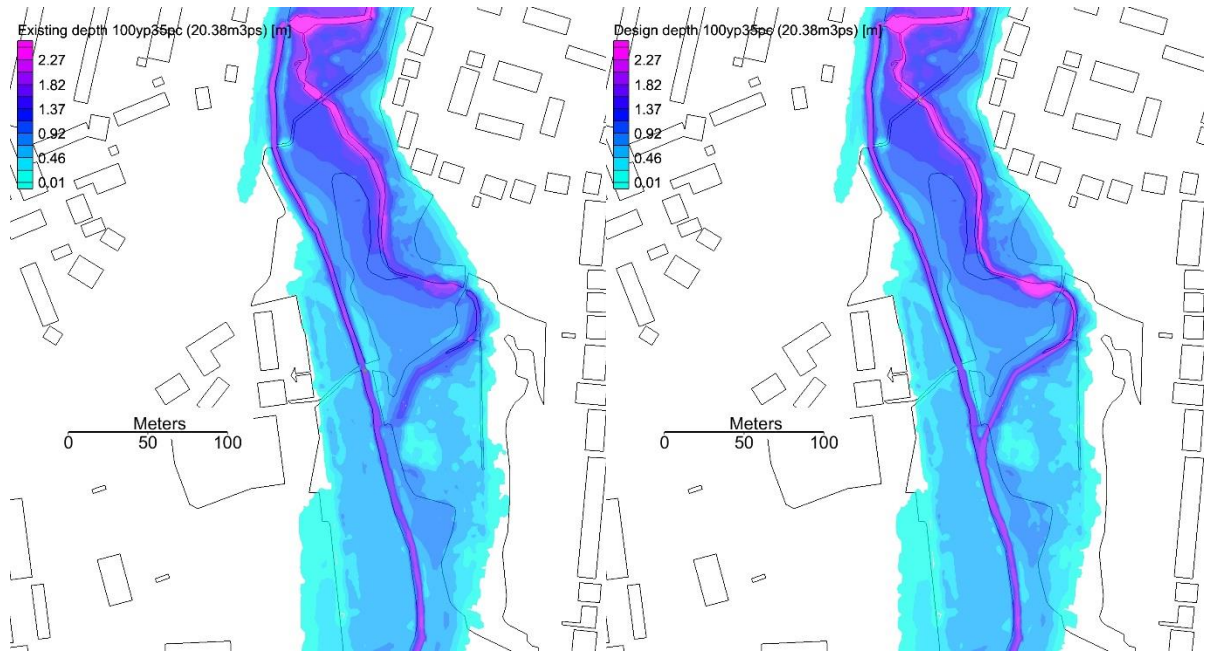 Existing depth 100yp35pc (20.38m3ps) [m]
2.27
1.82
1.37
0.92
0.46
0,01
Meters
0 50 100
Design depth 100yp35pc (20.38m3ps) [m]
2.27
1.82
1.37
0.92
0.46
0,01
Meters
0 50 100